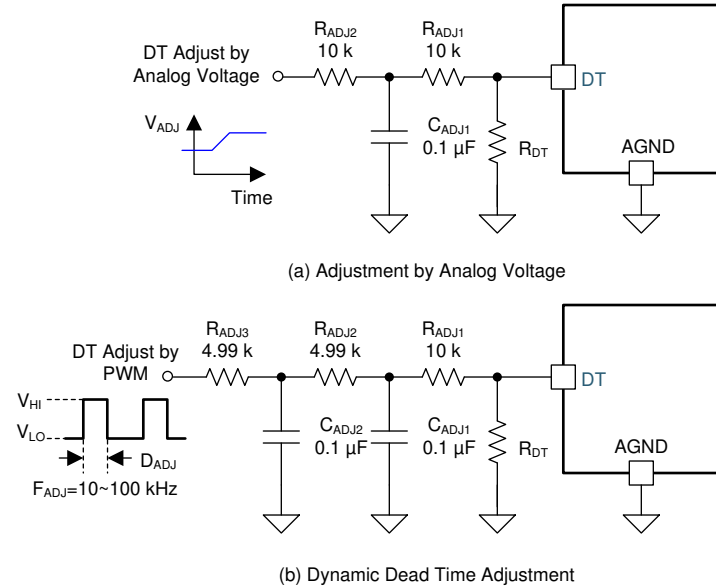 RADJ2
10 k
RADJ1
10 k
DT Adjust by
Analog Voltage
DT
VADJ
Time
CADJ1
0.1 µF
RDT
AGND
(a) Adjustment by Analog Voltage
RADJ3
4.99 k
RADJ2
4.99 k
RADJ1
10 k
DT Adjust by
PWM
DT
VHI
VLO
DADJ
FADJ=10~100 kHz
CADJ2
0.1 µF
CADJ1
0.1 µF
RDT
AGND
(b) Dynamic Dead Time Adjustment